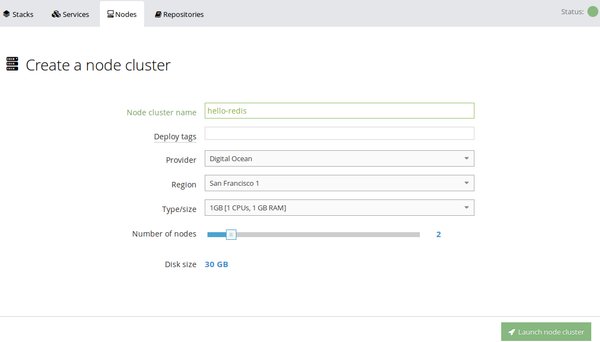 Stacks Services Nodes Repositories Status:
Create a node cluster
Node cluster name hello-redis
Deploy tags
Provider Digital Ocean
Region San Francisco 1
Type/size 1GB [1 CPUs, 1 GB RAM]
Number of nodes 2
Disk size 30 GB
Launch node cluster